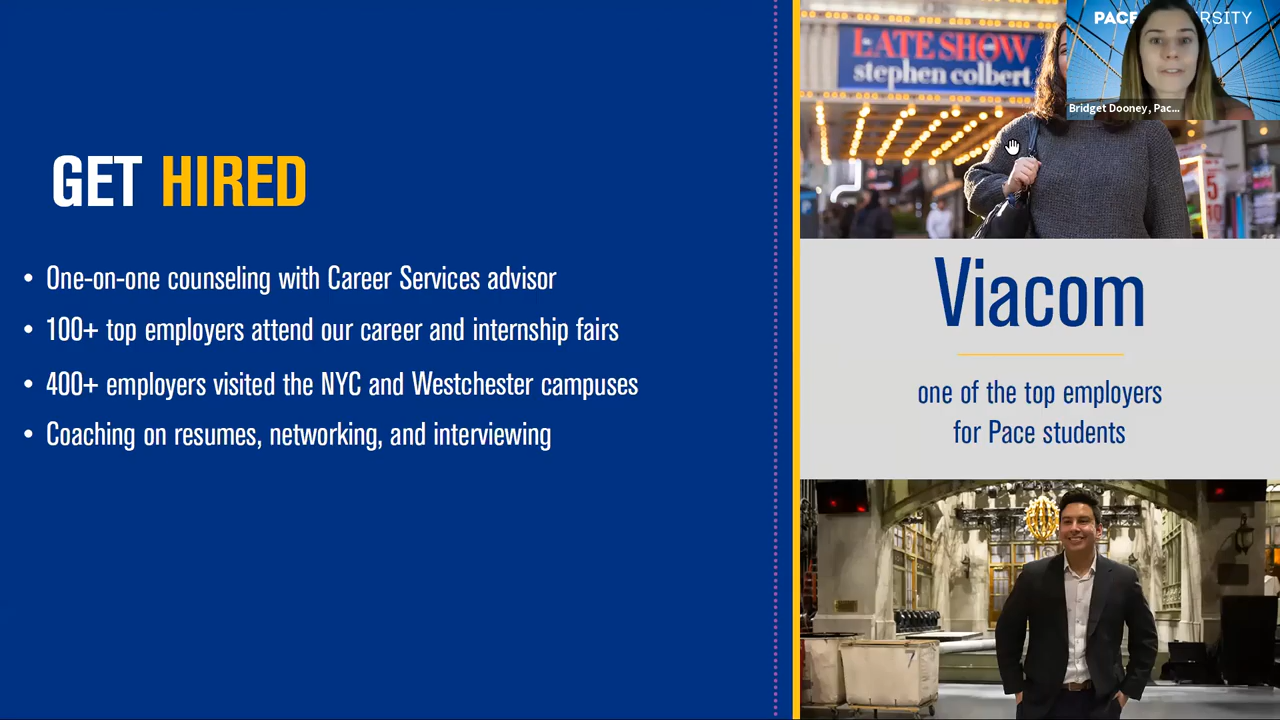 GET HIRED
• One-on-one counseling with Career Services advisor
• 100+ top employers attend our career and internship fairs
• 400+ employers visited the NYC and Westchester campuses
• Coaching on resumes, networking, and interviewing
LATE SHOW
stephen colbert
PACE
RSITY
Bridget Dooney, Pac...
Viacom
one of the top employers
for Pace students